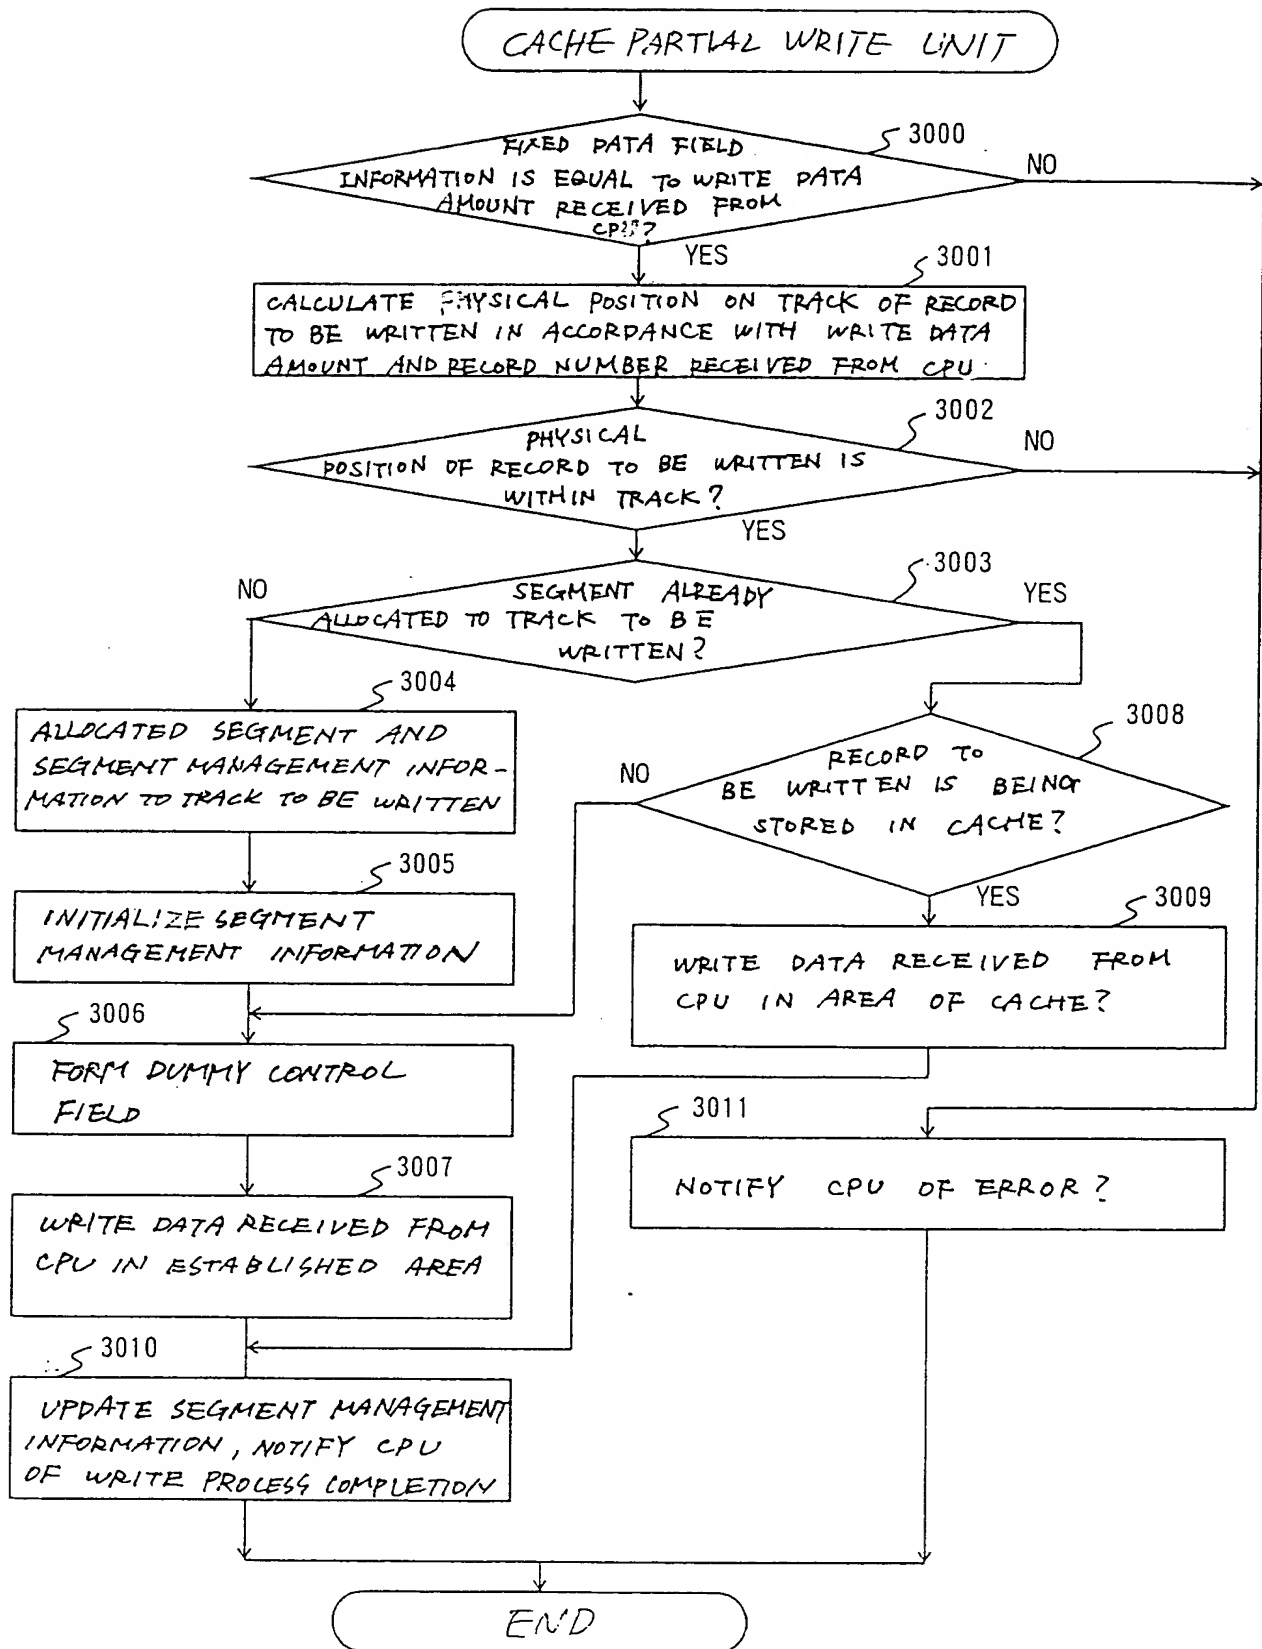 CACHE PARTIAL WRITE UNIT
3000
FIXED DATA FIELD
INFORMATION IS EQUAL TO WRITE DATA
AMOUNT RECEIVED FROM
NO
YES
3001
CALCULATE PHYSICAL POSITION ON TRACK OF RECORD
TO BE WRITTEN IN ACCORDANCE WITH WRITE DATA
AMOUNT AND RECORD NUMBER RECEIVED FROM CPU.
3002
PHYSICAL
POSITION OF RECORD TO BE WRITTEN IS
WITHIN TRACK?
NO
YES
3003
NO
SEGMENT ALREADY
ALLOCATED TO TRACK TO BE
WRITTEN?
YES
3004
ALLOCATED SEGMENT AND
SEGMENT MANAGEMENT INFOR-
MATION TO TRACK TO BE WRITTEN
3008
RECORD TO
BE WRITTEN IS BEING
STORED IN CACHE?
NO
YES
3005
INITIALIZE SEGMENT
MANAGEMENT INFORMATION
3009
WRITE DATA RECEIVED FROM
CPU IN AREA OF CACHE?
3006
FORM DUMMY CONTROL
FIELD
3011
NOTIFY CPU OF ERROR?
3007
WRITE DATA RECEIVED FROM
CPU IN ESTABLISHED AREA
3010
UPDATE SEGMENT MANAGEMENT
INFORMATION, NOTIFY CPU
OF WRITE PROCESS COMPLETION
END